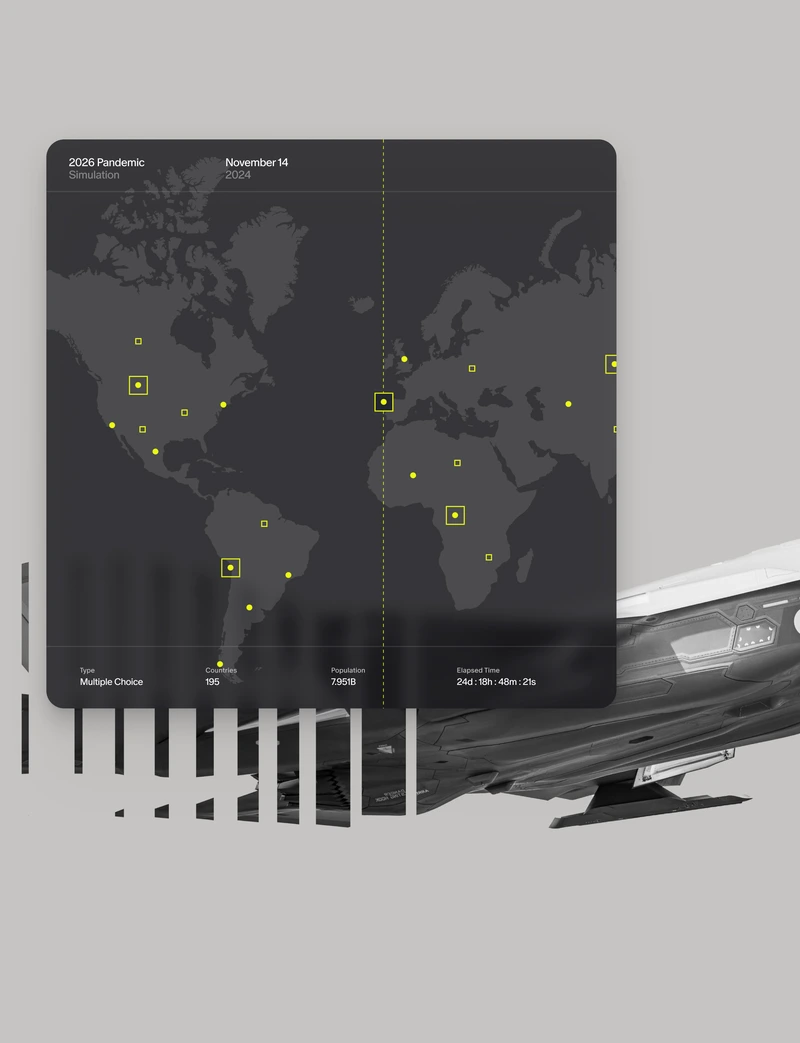 2026 Pandemic
Simulation
November 14
2024
Type
Multiple Choice
Countries
195
Population
7.951B
Elapsed Time
24d : 18h : 48m : 21s